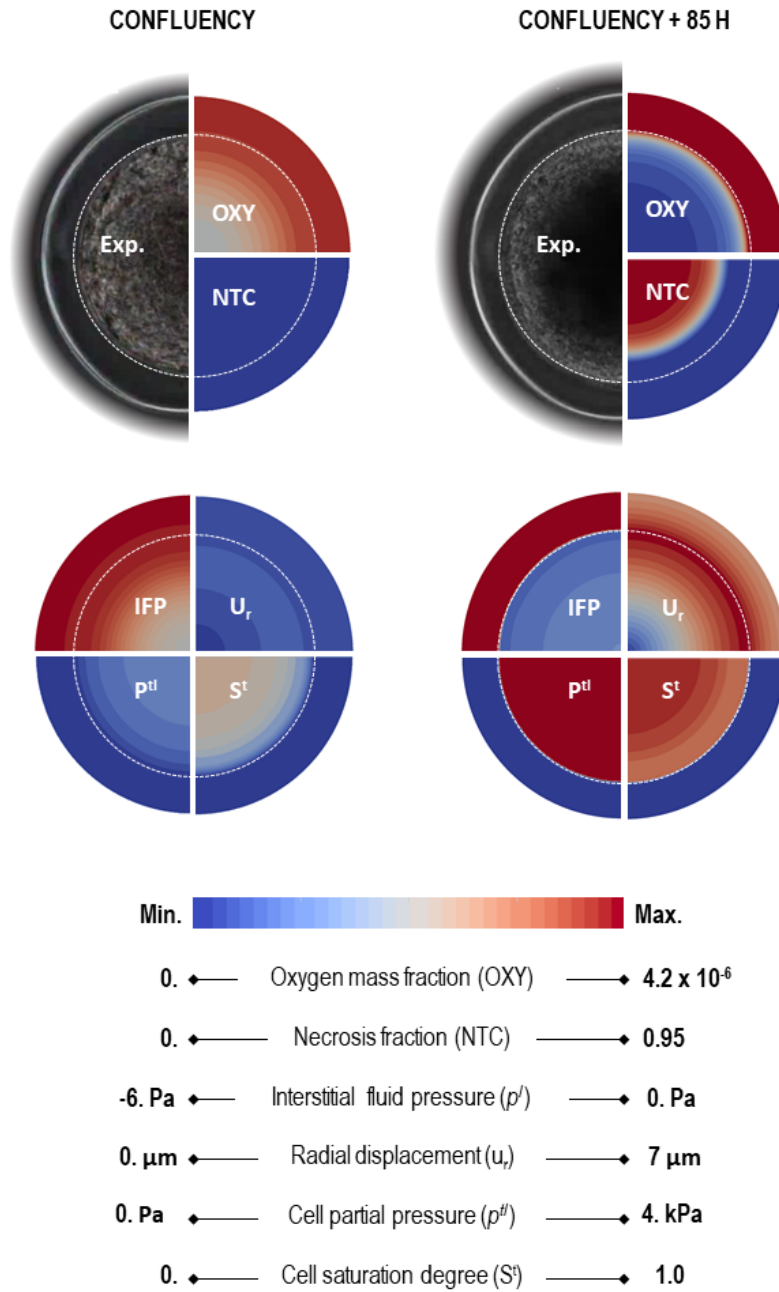 CONFLUENCY CONFLUENCY + 85 H
Exp. OXY Exp. OXY
NTC NTC
IFP Uᵣ IFP Uᵣ
Pᵗˡ Sᵗ Pᵗˡ Sᵗ
Min. Max.
0. Oxygen mass fraction (OXY) 4.2 x 10⁻⁶
0. Necrosis fraction (NTC) 0.95
-6. Pa Interstitial fluid pressure (pˡ) 0. Pa
0. µm Radial displacement (uᵣ) 7 µm
0. Pa Cell partial pressure (pᵗˡ) 4. kPa
0. Cell saturation degree (Sᵗ) 1.0